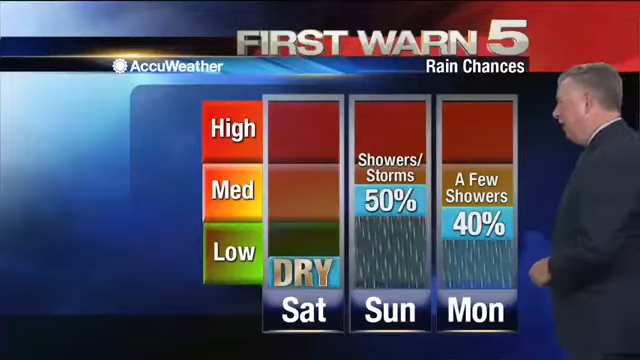 FIRST WARN 5
AccuWeather
Rain Chances
High
Med
Low
DRY
Showers/
Storms
50%
A Few
Showers
40%
Sat
Sun
Mon